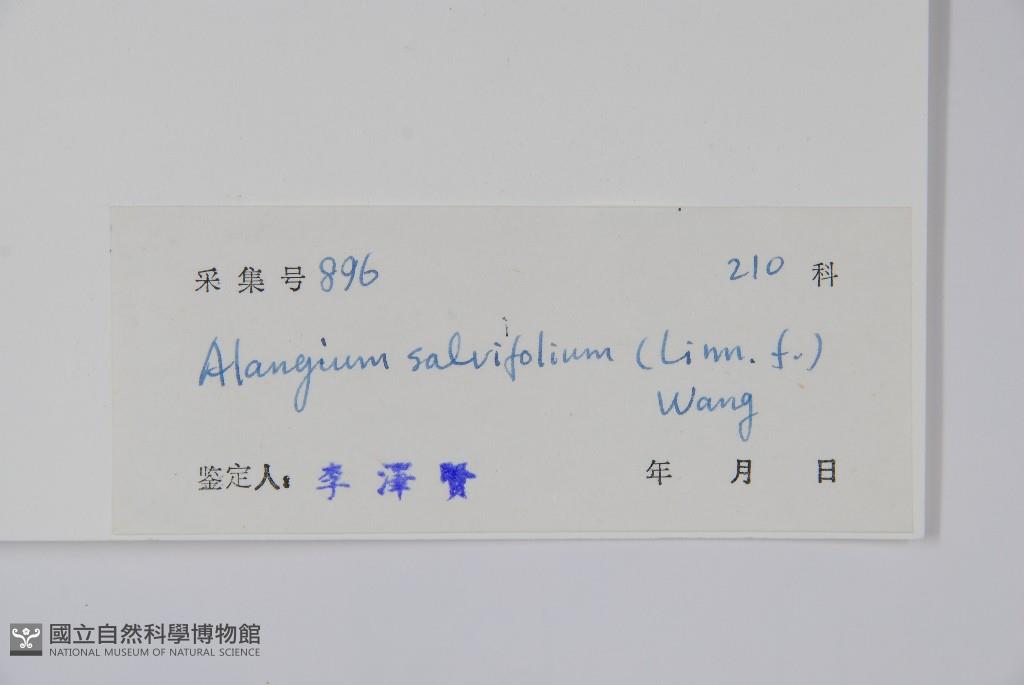 采集号 896 210 科
Alangium salvifolium (Linn. f.)
Wang
鉴定人: 李澤賢 年 月 日
國立自然科學博物館
NATIONAL MUSEUM OF NATURAL SCIENCE